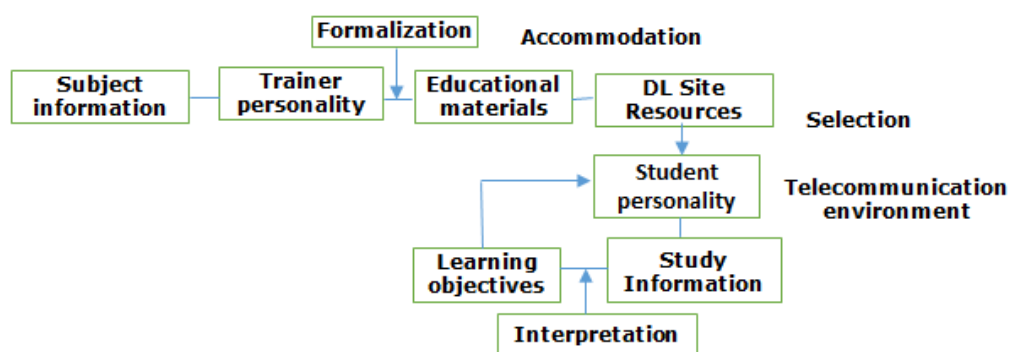 Formalization
Accommodation
Subject
information
Trainer
personality
Educational
materials
DL Site
Resources
Selection
Student
personality
Telecommunication
environment
Learning
objectives
Study
Information
Interpretation